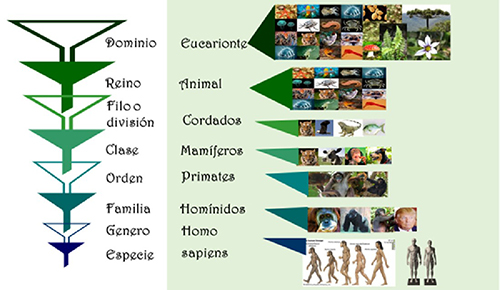 Dominio
Eucarionte
Reino
Animal
Filo o
división
Cordados
Clase
Mamíferos
Orden
Primates
Familia
Homínidos
Genero
Homo
Especie
sapiens